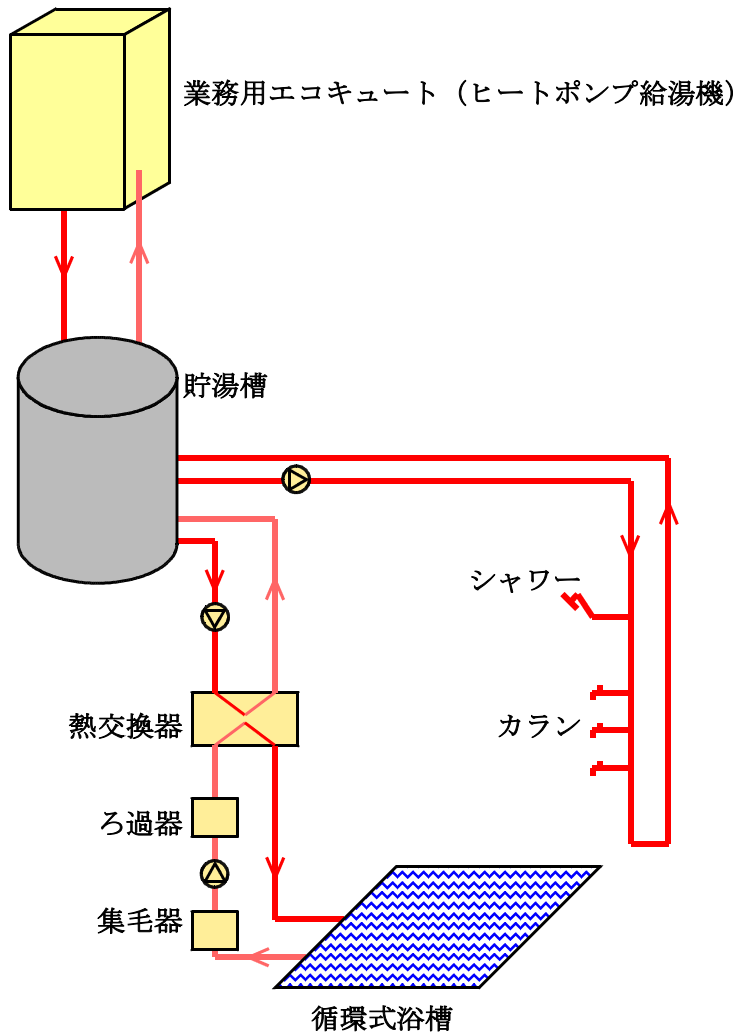 業務用エコキュート（ヒートポンプ給湯機）
貯湯槽
シャワー
熱交換器
カラン
ろ過器
集毛器
循環式浴槽